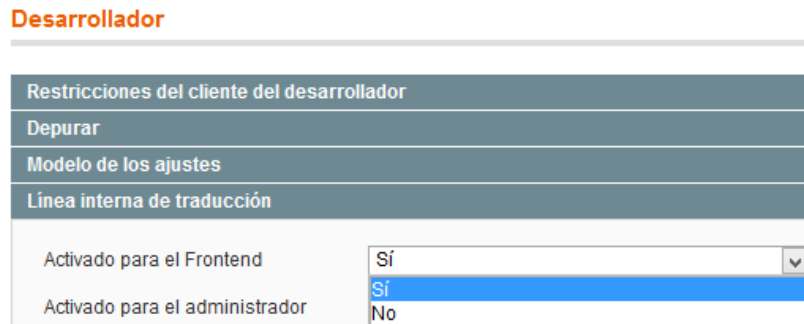 Desarrollador
Restricciones del cliente del desarrollador
Depurar
Modelo de los ajustes
Línea interna de traducción
Activado para el Frontend Sí
Sí
Activado para el administrador
No